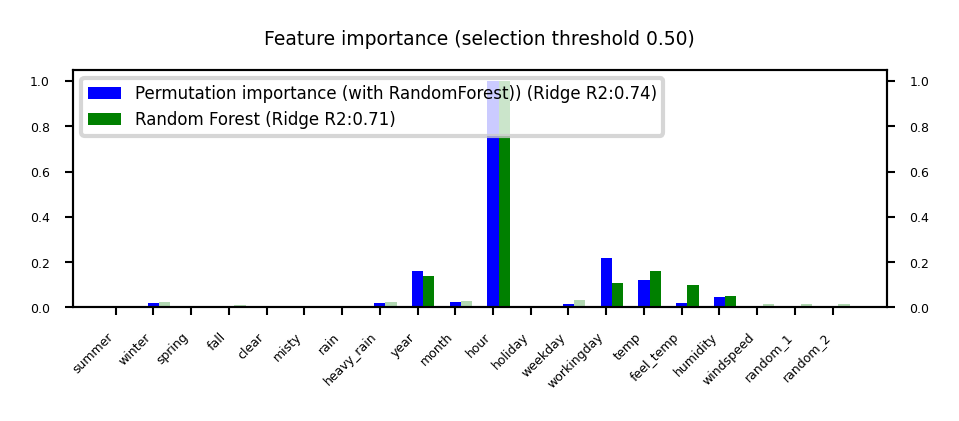 Feature importance (selection threshold 0.50)
Permutation importance (with RandomForest)) (Ridge R2:0.74)
Random Forest (Ridge R2:0.71)
1.0
0.8
0.6
0.4
0.2
0.0
1.0
0.8
0.6
0.4
0.2
0.0
summer
winter
spring
fall
clear
misty
rain
heavy_rain
year
month
hour
holiday
weekday
workingday
temp
feel_temp
humidity
windspeed
random_1
random_2